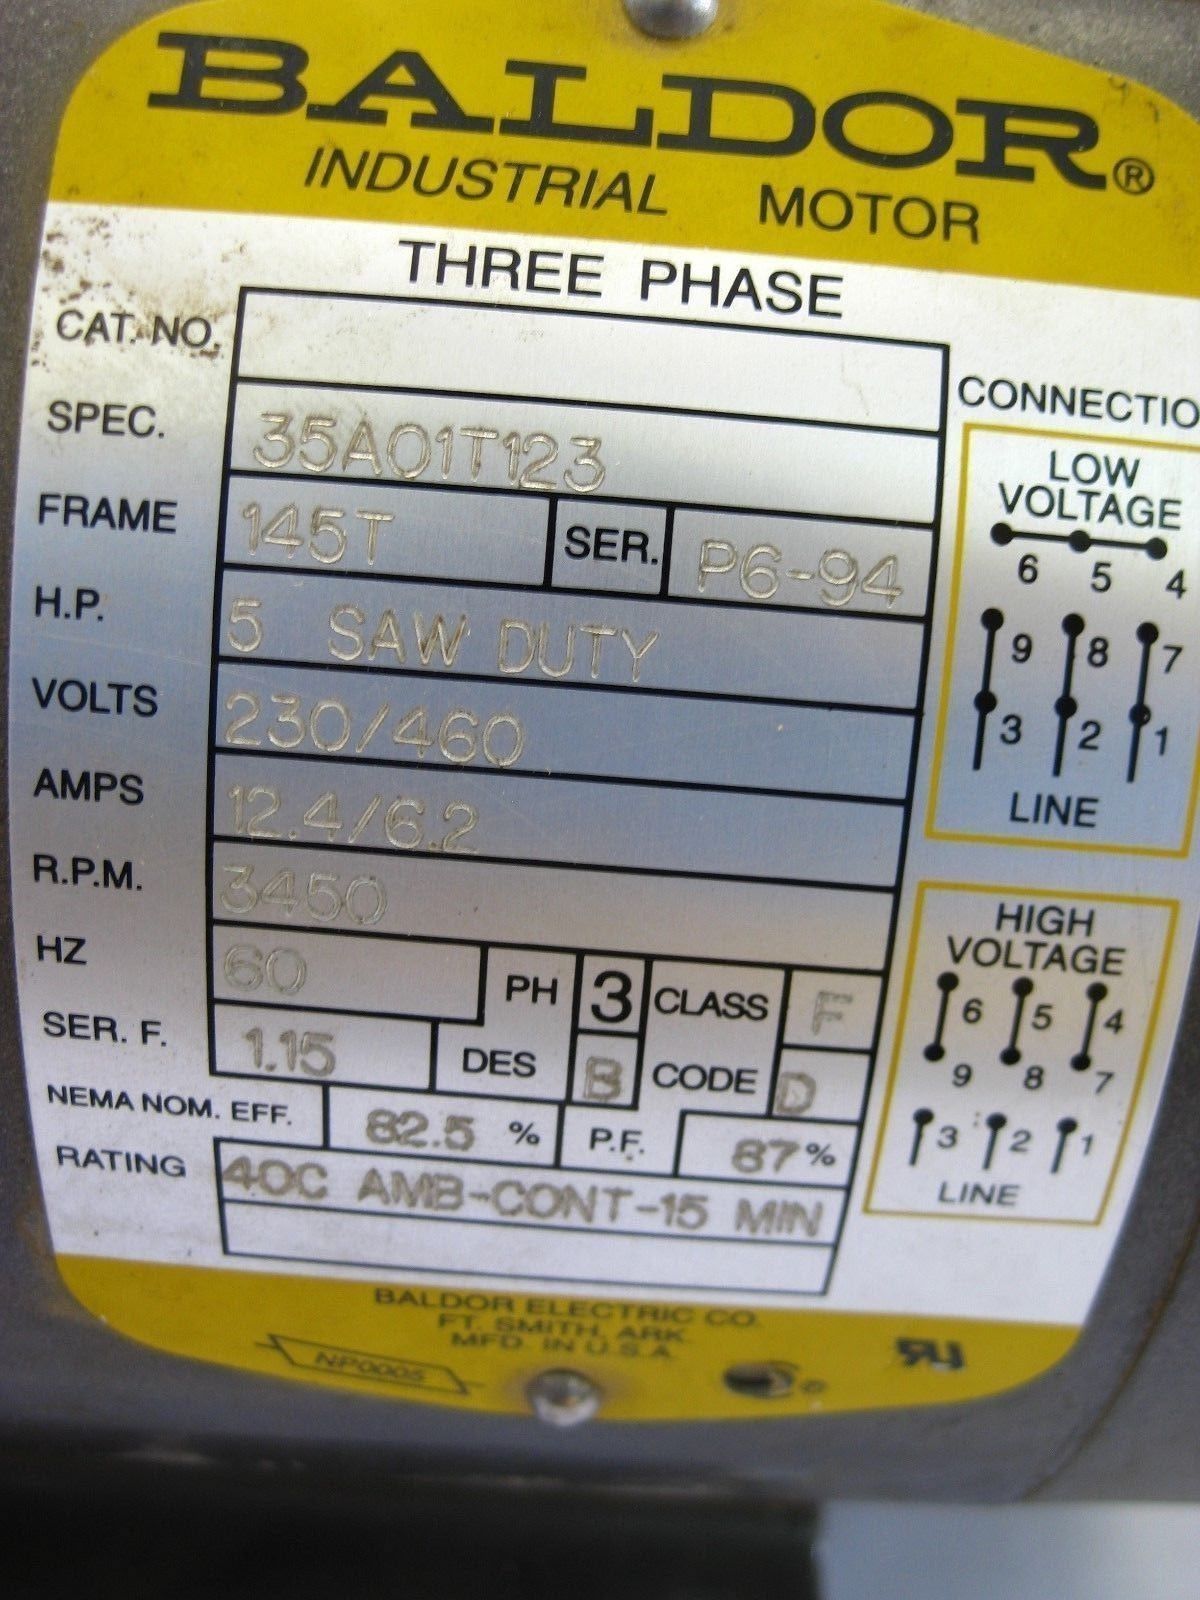 BALDOR®
INDUSTRIAL MOTOR
THREE PHASE
CAT. NO.
SPEC. 35A01T123
FRAME 145T SER. P6-94
H.P. 5 SAW DUTY
VOLTS 230/460
AMPS 12.4/6.2
R.P.M. 3450
HZ 60 PH 3 CLASS F
SER. F. 1.15 DES B CODE D
NEMA NOM. EFF. 82.5 % P.F. 87%
RATING 40C AMB-CONT-15 MIN
CONNECTIO
LOW
VOLTAGE
6 5 4
9 8 7
3 2 1
LINE
HIGH
VOLTAGE
6 5 4
9 8 7
3 2 1
LINE
BALDOR ELECTRIC CO.
FT. SMITH, ARK.
MFD. IN U.S.A.
NP0005